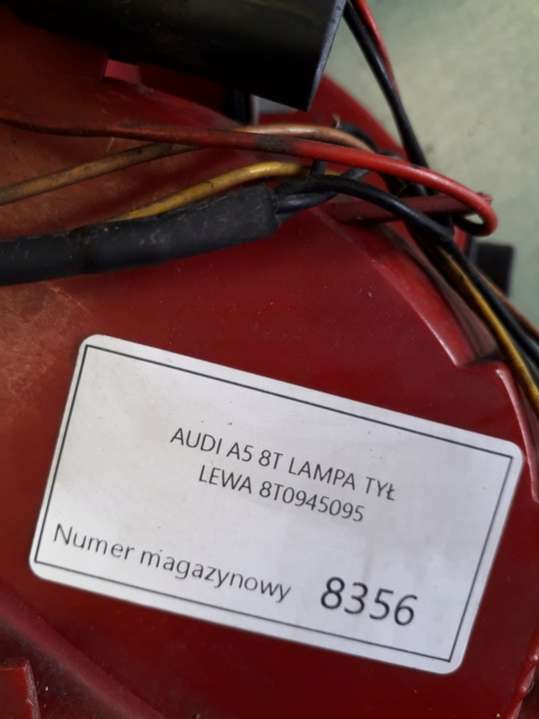 AUDI A5 8T LAMPA TYŁ
LEWA 8T0945095
Numer magazynowy 8356